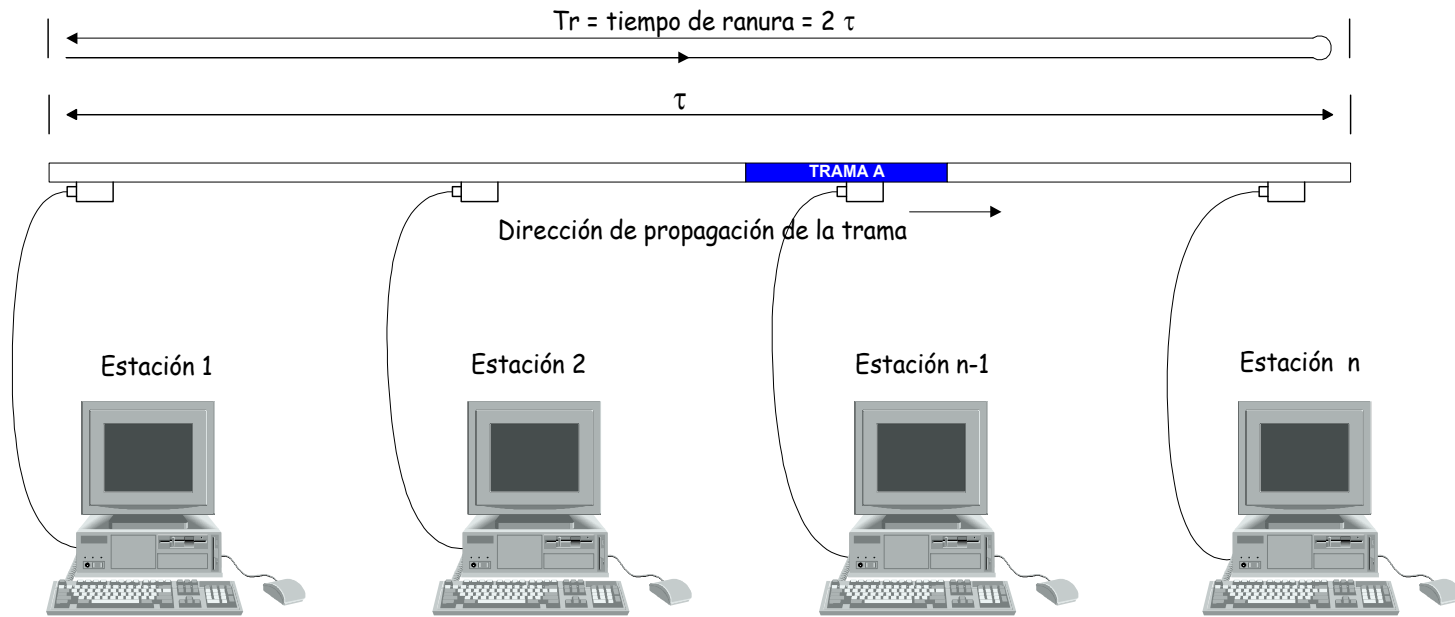 Tr = tiempo de ranura = 2 τ
τ
TRAMA A
Dirección de propagación de la trama
Estación 1
Estación 2
Estación n-1
Estación n